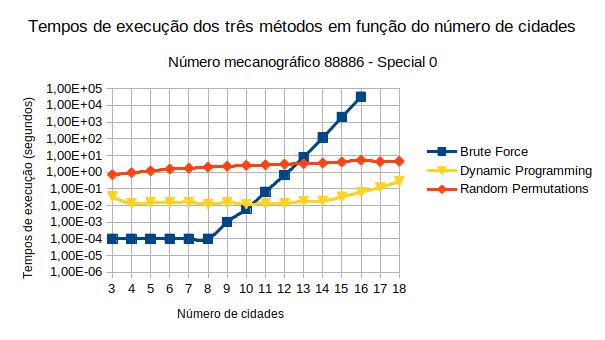 Tempos de execução dos três métodos em função do número de cidades
Número mecanográfico 88886 - Special 0
Tempos de execução (segundos)
1,00E+05
1,00E+04
1,00E+03
1,00E+02
1,00E+01
1,00E+00
1,00E-01
1,00E-02
1,00E-03
1,00E-04
1,00E-05
1,00E-06
3 4 5 6 7 8 9 10 11 12 13 14 15 16 17 18
Número de cidades
Brute Force
Dynamic Programming
Random Permutations